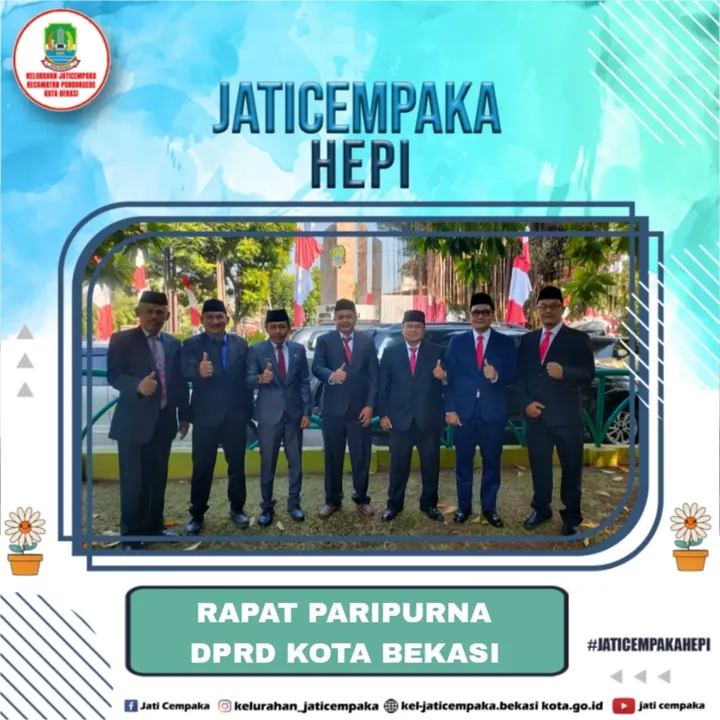 KELURAHAN JATICEMPAKA
KECAMATAN PONDOKGEDE
KOTA BEKASI
JATICEMPAKA
HEPI
RAPAT PARIPURNA
DPRD KOTA BEKASI
#JATICEMPAKAHEPI
Jati Cempaka kelurahan_jaticempaka kel-jaticempaka.bekasi kota.go.id jati cempaka